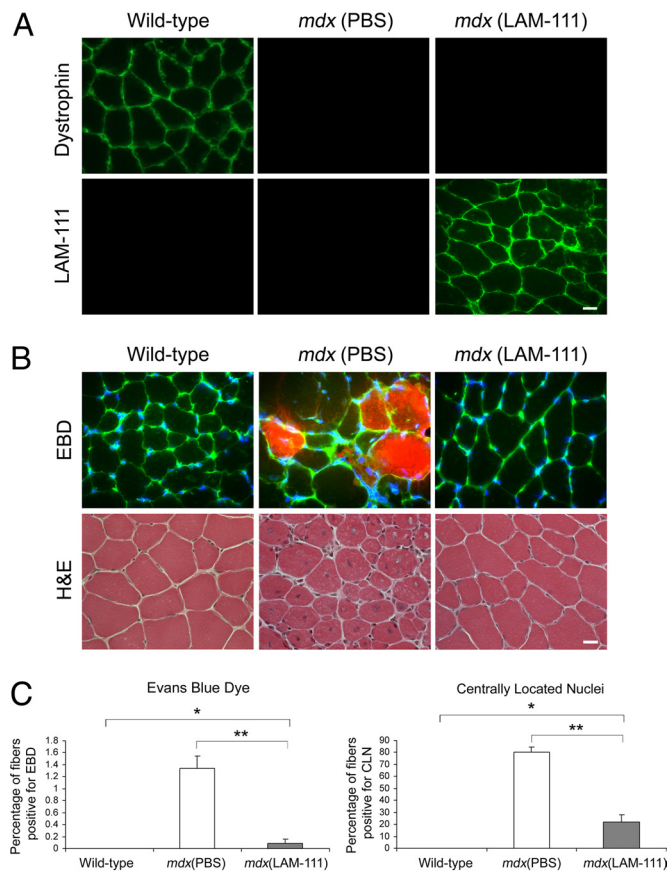 A
Wild-type mdx (PBS) mdx (LAM-111)
Dystrophin
LAM-111
B
Wild-type mdx (PBS) mdx (LAM-111)
EBD
H&E
C
Evans Blue Dye
*
**
Percentage of fibers
positive for EBD
1.8
1.6
1.4
1.2
1
0.8
0.6
0.4
0.2
0
Wild-type mdx(PBS) mdx(LAM-111)
Centrally Located Nuclei
*
**
Percentage of fibers
positive for CLN
90
80
70
60
50
40
30
20
10
0
Wild-type mdx(PBS) mdx(LAM-111)